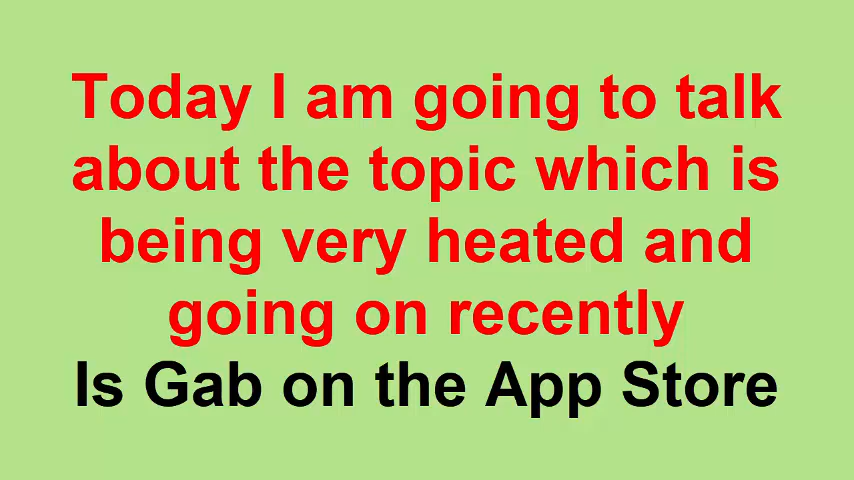 Today I am going to talk
about the topic which is
being very heated and
going on recently
Is Gab on the App Store